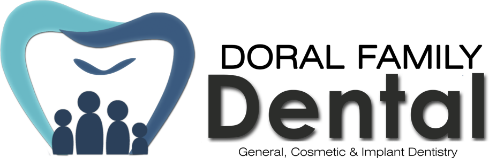 DORAL FAMILY
Dental
General, Cosmetic & Implant Dentistry